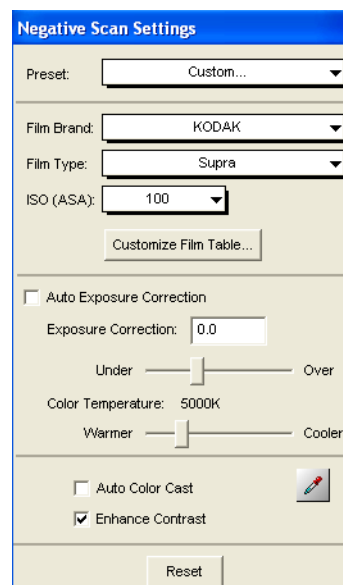 Negative Scan Settings
Preset: Custom...
Film Brand: KODAK
Film Type: Supra
ISO (ASA): 100
Customize Film Table...
Auto Exposure Correction
Exposure Correction: 0.0
Under Over
Color Temperature: 5000K
Warmer Cooler
Auto Color Cast
Enhance Contrast
Reset